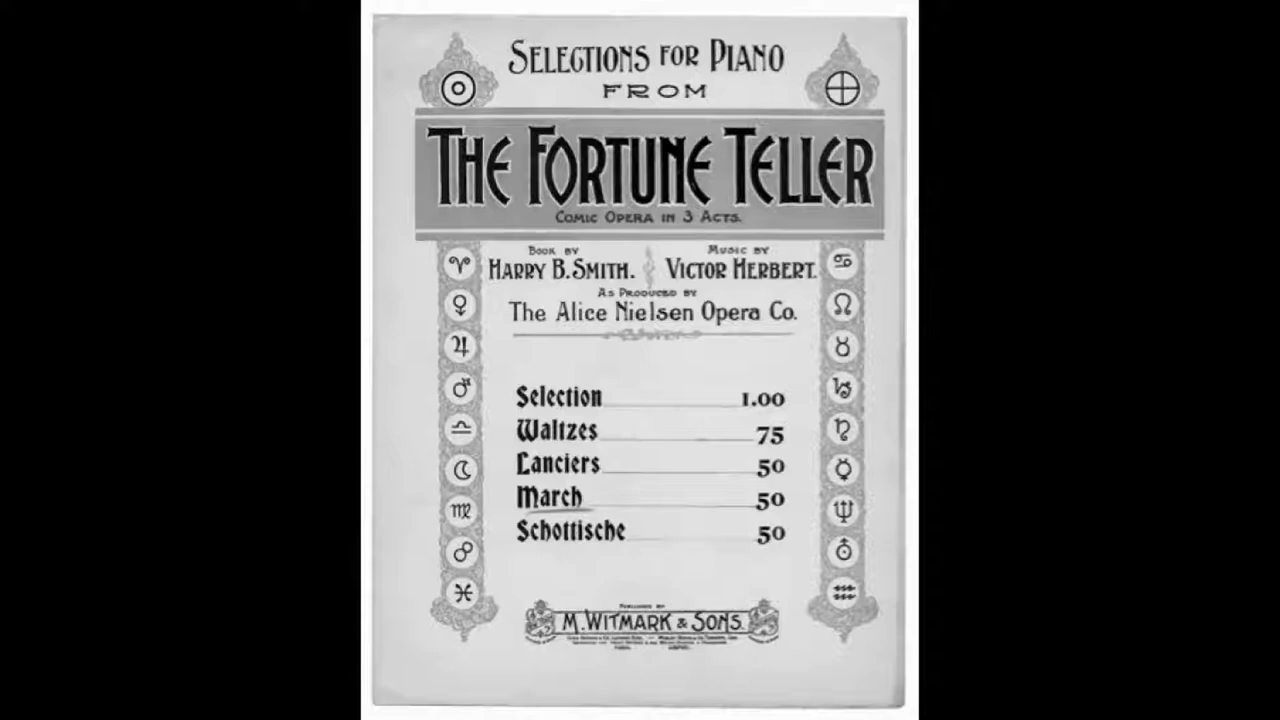 SELECTIONS FOR PIANO
FROM
THE FORTUNE TELLER
COMIC OPERA IN 3 ACTS.
BOOK BY
HARRY B. SMITH.
MUSIC BY
VICTOR HERBERT.
AS PRODUCED BY
The Alice Nielsen Opera Co.
Selection 1.00
Waltzes 75
Lanciers 50
March 50
Schottische 50
PUBLISHED BY
M. WITMARK & SONS.